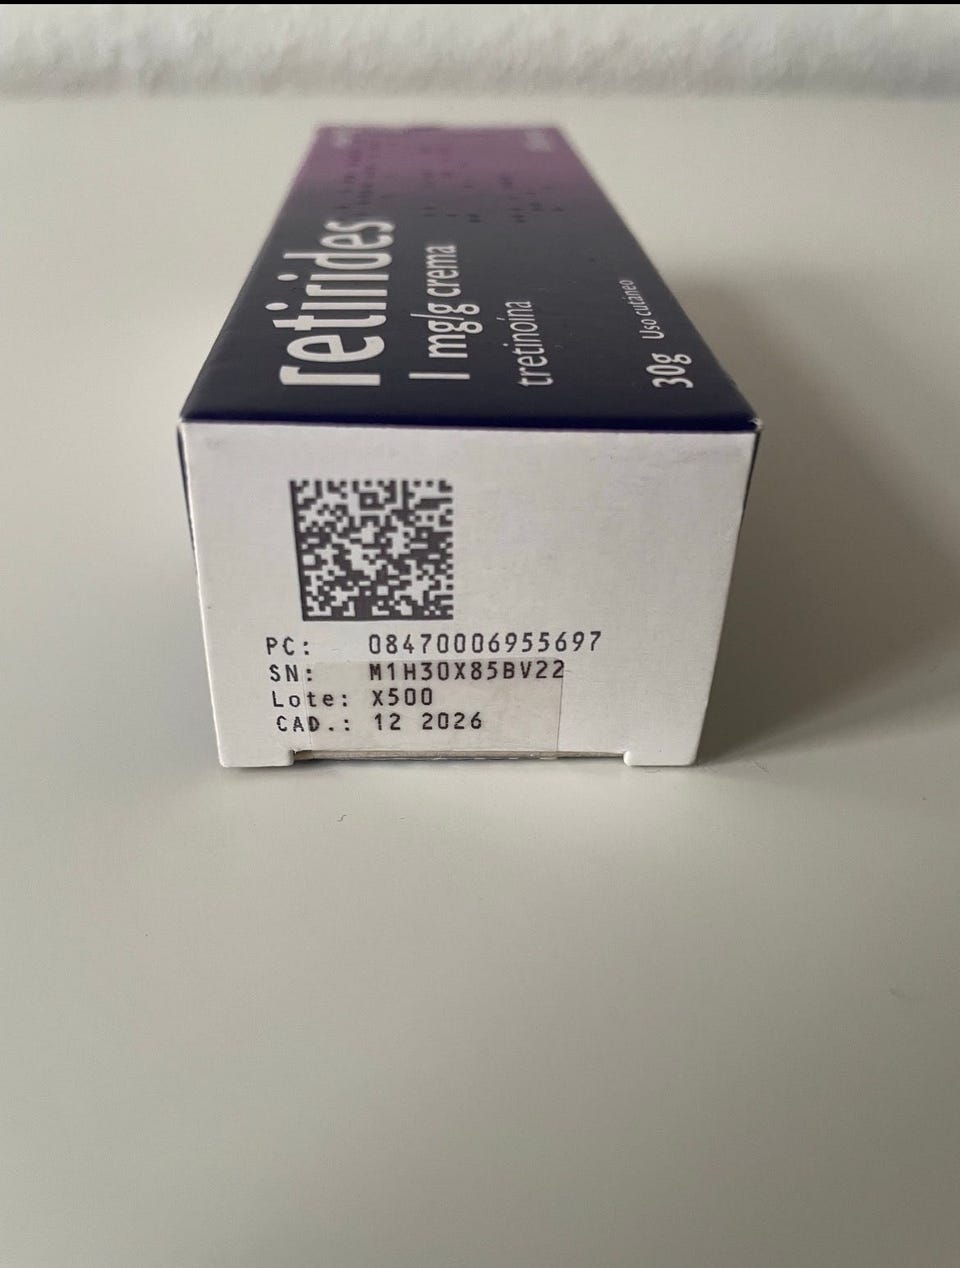 retirides
1 mg/g crema
tretinoína
30g Uso cutáneo
PC: 08470006955697
SN: M1H30X85BV22
Lote: X500
CAD.: 12 2026